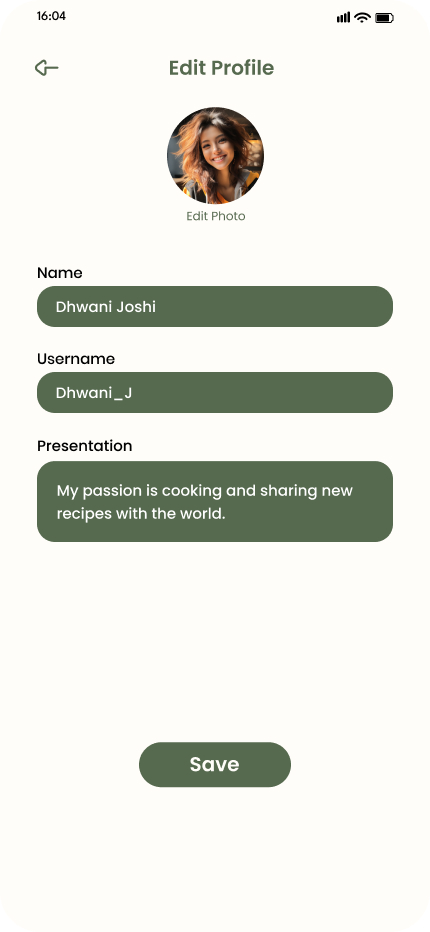 16:04
Edit Profile
Edit Photo
Name
Dhwani Joshi
Username
Dhwani_J
Presentation
My passion is cooking and sharing new
recipes with the world.
Save